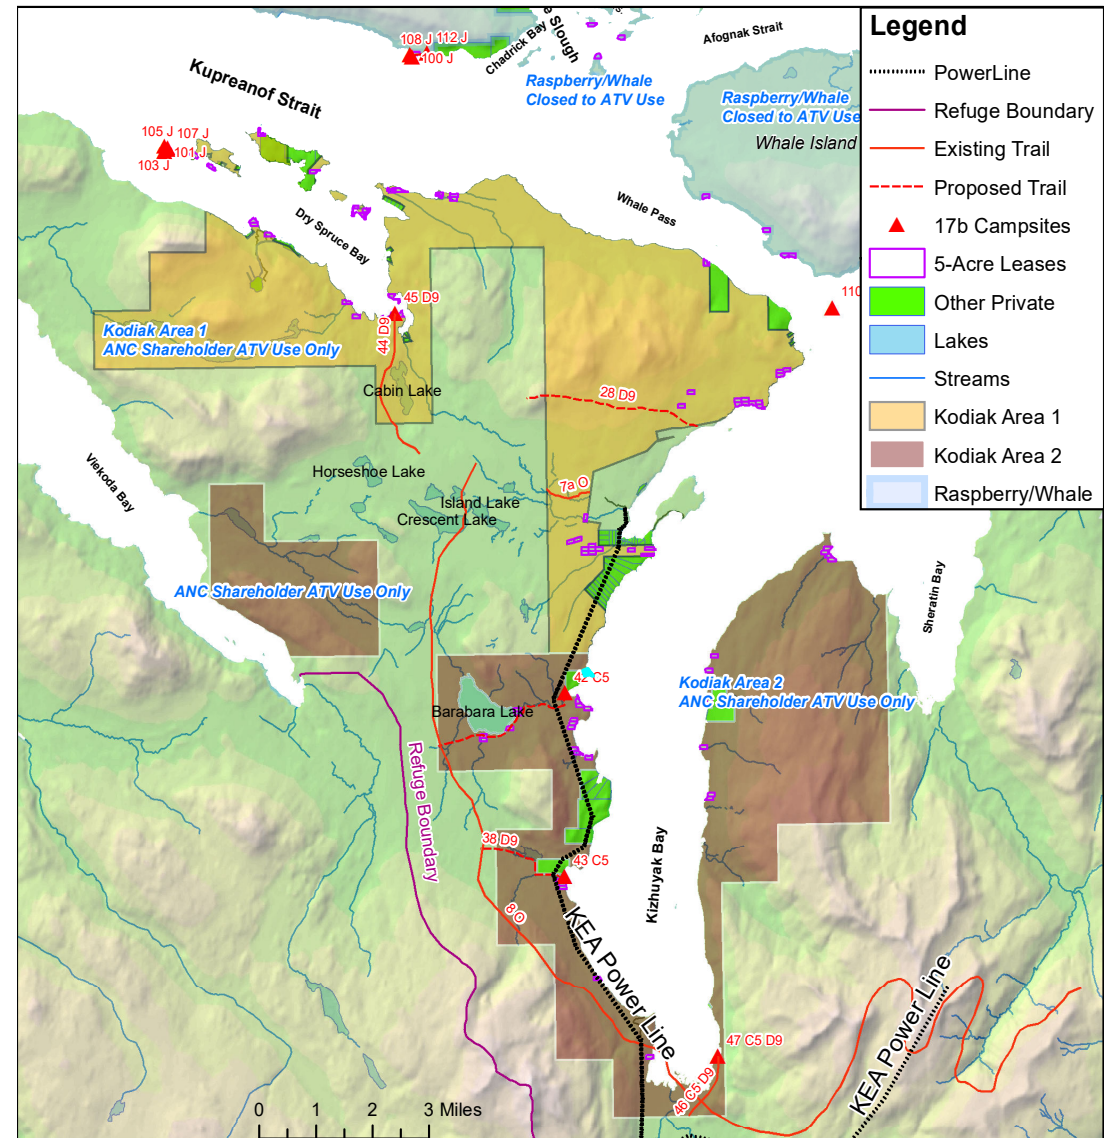 108 J
112 J
100 J
Chadrick Bay
e Slough
Afognak Strait
Kupreanof Strait
Raspberry/Whale
Closed to ATV Use
Raspberry/Whale
Closed to ATV Use
Whale Island
105 J
107 J
101 J
103 J
Dry Spruce Bay
Whale Pass
45 D9
44 D9
110
Kodiak Area 1
ANC Shareholder ATV Use Only
Cabin Lake
28 D9
Viekoda Bay
Horseshoe Lake
7a O
Island Lake
Crescent Lake
ANC Shareholder ATV Use Only
Sheratin Bay
42 C5
Kodiak Area 2
ANC Shareholder ATV Use Only
Barabara Lake
Refuge Boundary
38 D9
43 C5
Kizhuyak Bay
8 O
KEA Power Line
KEA Power Line
47 C5 D9
46 C5 D9
0 1 2 3 Miles
Legend
PowerLine
Refuge Boundary
Existing Trail
Proposed Trail
17b Campsites
5-Acre Leases
Other Private
Lakes
Streams
Kodiak Area 1
Kodiak Area 2
Raspberry/Whale